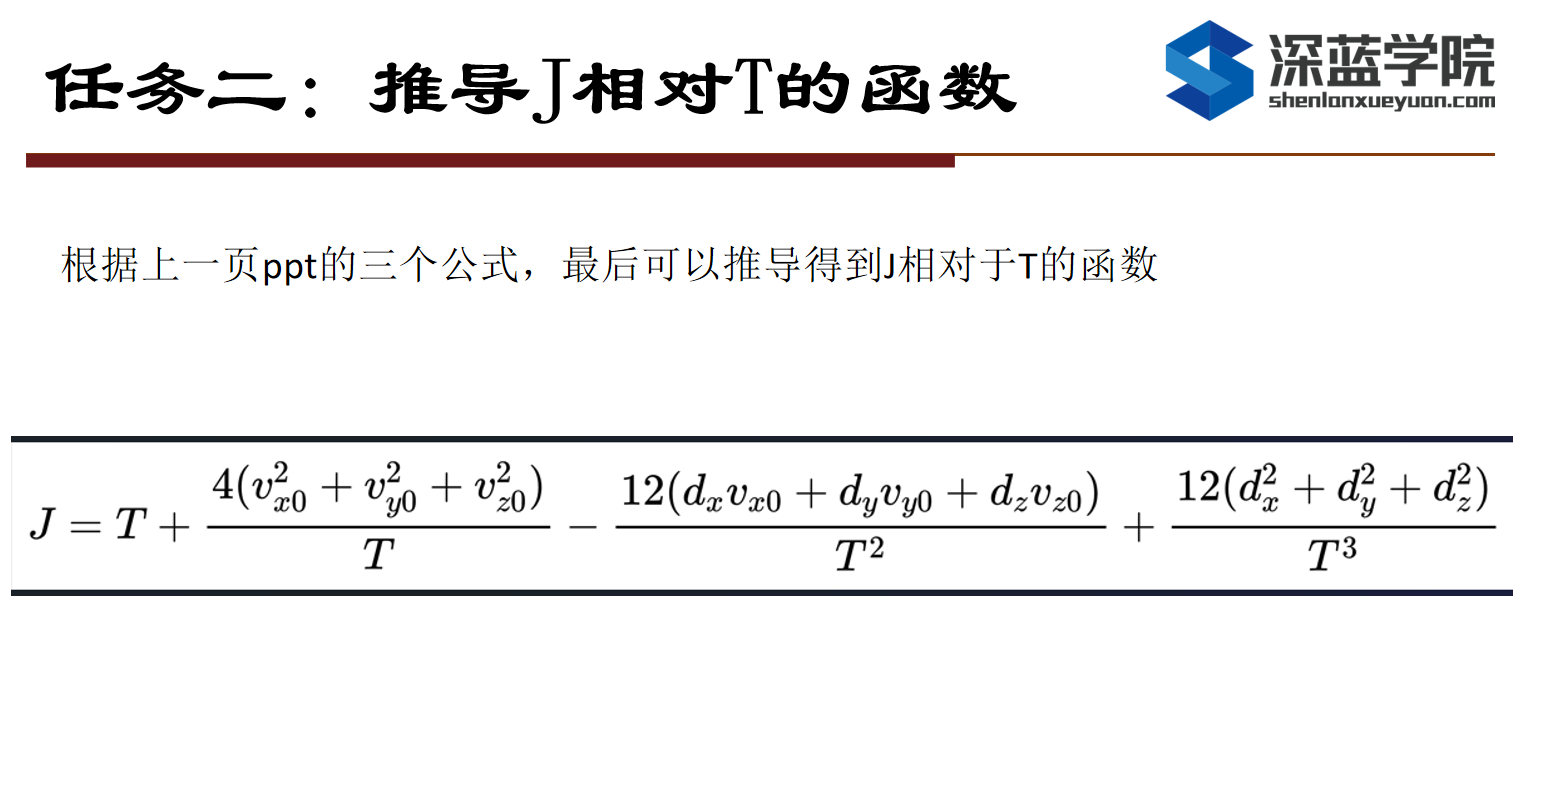 任务二：推导J相对T的函数
深蓝学院
shenlanxueyuan.com
根据上一页ppt的三个公式，最后可以推导得到J相对于T的函数
J = T + \frac{4(v_{x0}^2 + v_{y0}^2 + v_{z0}^2)}{T} - \frac{12(d_x v_{x0} + d_y v_{y0} + d_z v_{z0})}{T^2} + \frac{12(d_x^2 + d_y^2 + d_z^2)}{T^3}